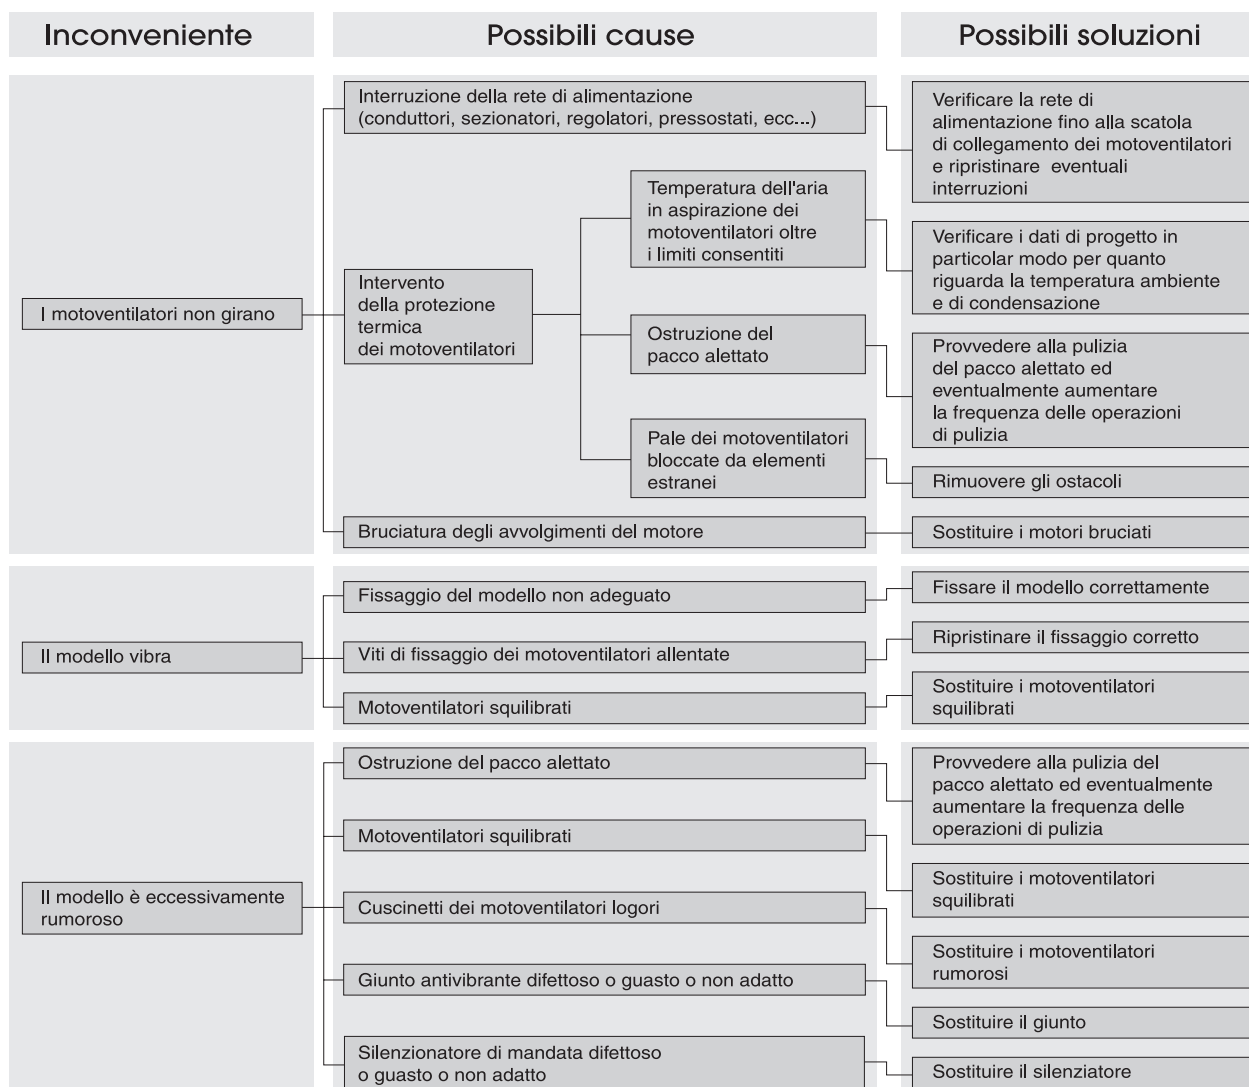 Inconveniente
Possibili cause
Possibili soluzioni
I motoventilatori non girano
Interruzione della rete di alimentazione
(conduttori, sezionatori, regolatori, pressostati, ecc...)
Verificare la rete di
alimentazione fino alla scatola
di collegamento dei motoventilatori
e ripristinare eventuali
interruzioni
Intervento
della protezione
termica
dei motoventilatori
Temperatura dell'aria
in aspirazione dei
motoventilatori oltre
i limiti consentiti
Verificare i dati di progetto in
particolar modo per quanto
riguarda la temperatura ambiente
e di condensazione
Ostruzione del
pacco alettato
Provvedere alla pulizia
del pacco alettato ed
eventualmente aumentare
la frequenza delle operazioni
di pulizia
Pale dei motoventilatori
bloccate da elementi
estranei
Rimuovere gli ostacoli
Bruciatura degli avvolgimenti del motore
Sostituire i motori bruciati
Il modello vibra
Fissaggio del modello non adeguato
Fissare il modello correttamente
Viti di fissaggio dei motoventilatori allentate
Ripristinare il fissaggio corretto
Motoventilatori squilibrati
Sostituire i motoventilatori
squilibrati
Il modello è eccessivamente
rumoroso
Ostruzione del pacco alettato
Provvedere alla pulizia del
pacco alettato ed eventualmente
aumentare la frequenza delle
operazioni di pulizia
Motoventilatori squilibrati
Sostituire i motoventilatori
squilibrati
Cuscinetti dei motoventilatori logori
Sostituire i motoventilatori
rumorosi
Giunto antivibrante difettoso o guasto o non adatto
Sostituire il giunto
Silenzionatore di mandata difettoso
o guasto o non adatto
Sostituire il silenziatore